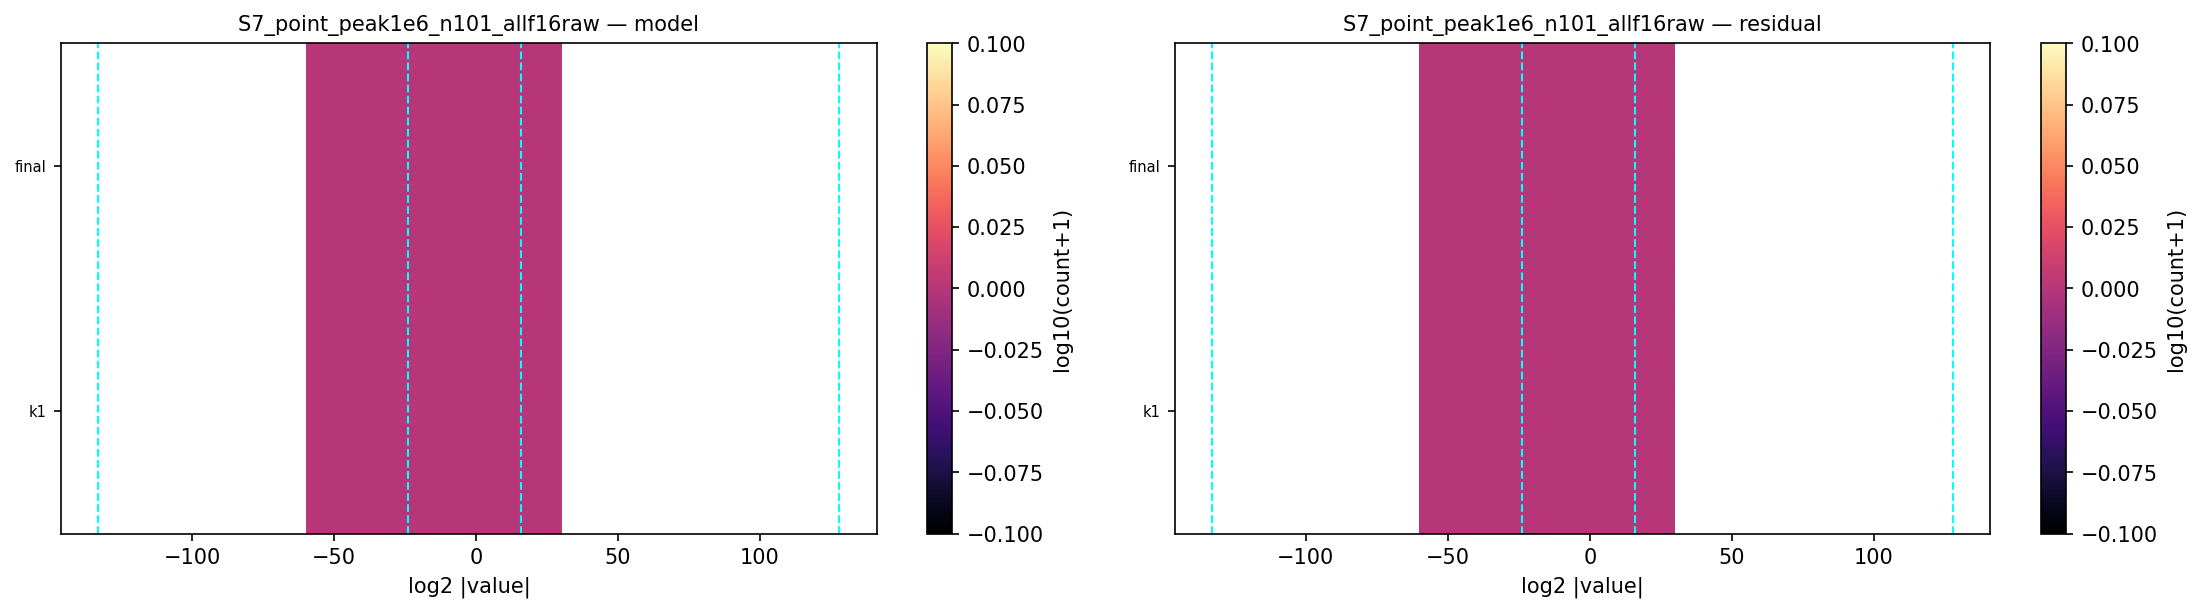 S7_point_peak1e6_n101_allf16raw — model
final
k1
−100
−50
0
50
100
log2 |value|
0.100
0.075
0.050
0.025
0.000
−0.025
−0.050
−0.075
−0.100
log10(count+1)
S7_point_peak1e6_n101_allf16raw — residual
final
k1
−100
−50
0
50
100
log2 |value|
0.100
0.075
0.050
0.025
0.000
−0.025
−0.050
−0.075
−0.100
log10(count+1)